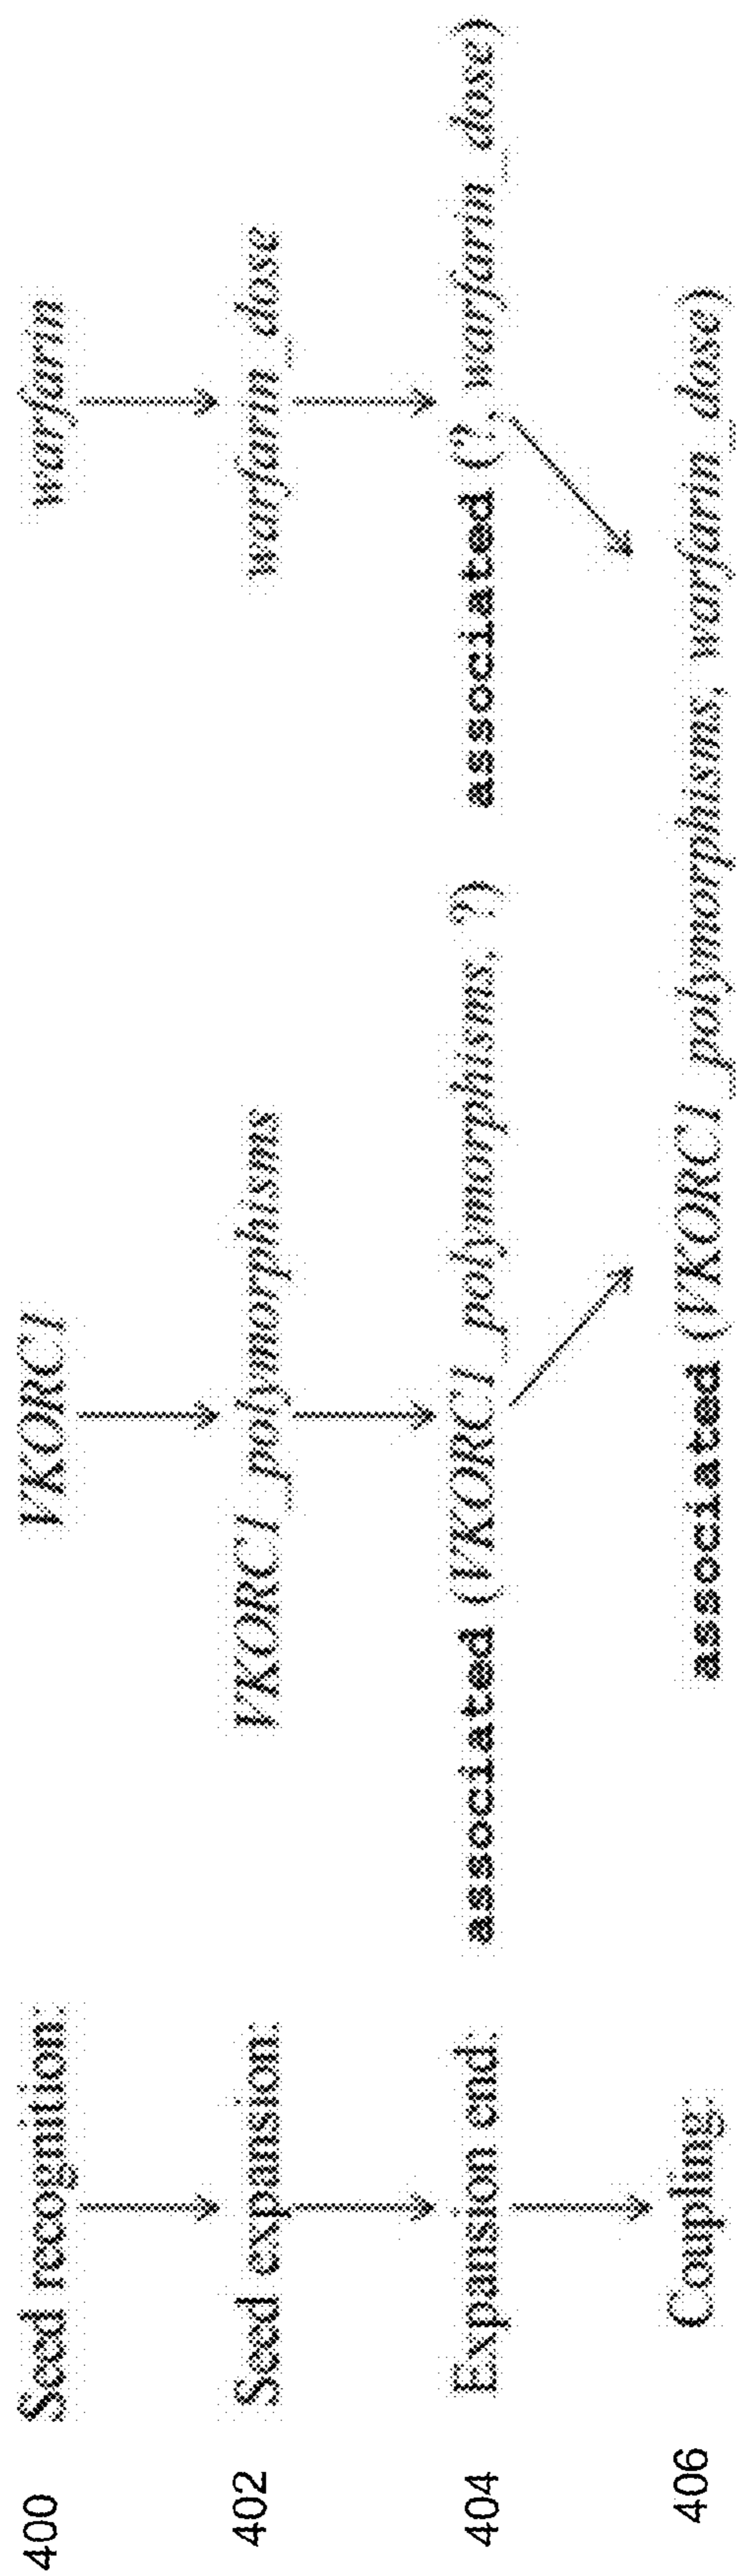 400 Seed recognition: VKORC1 warfarin
402 Seed expansion: VKORC1_polymorphisms warfarin_dose
404 Expansion end: associated (VKORC1_polymorphisms, ?) associated (?, warfarin_dose)
406 Coupling: associated (VKORC1_polymorphisms, warfarin_dose)